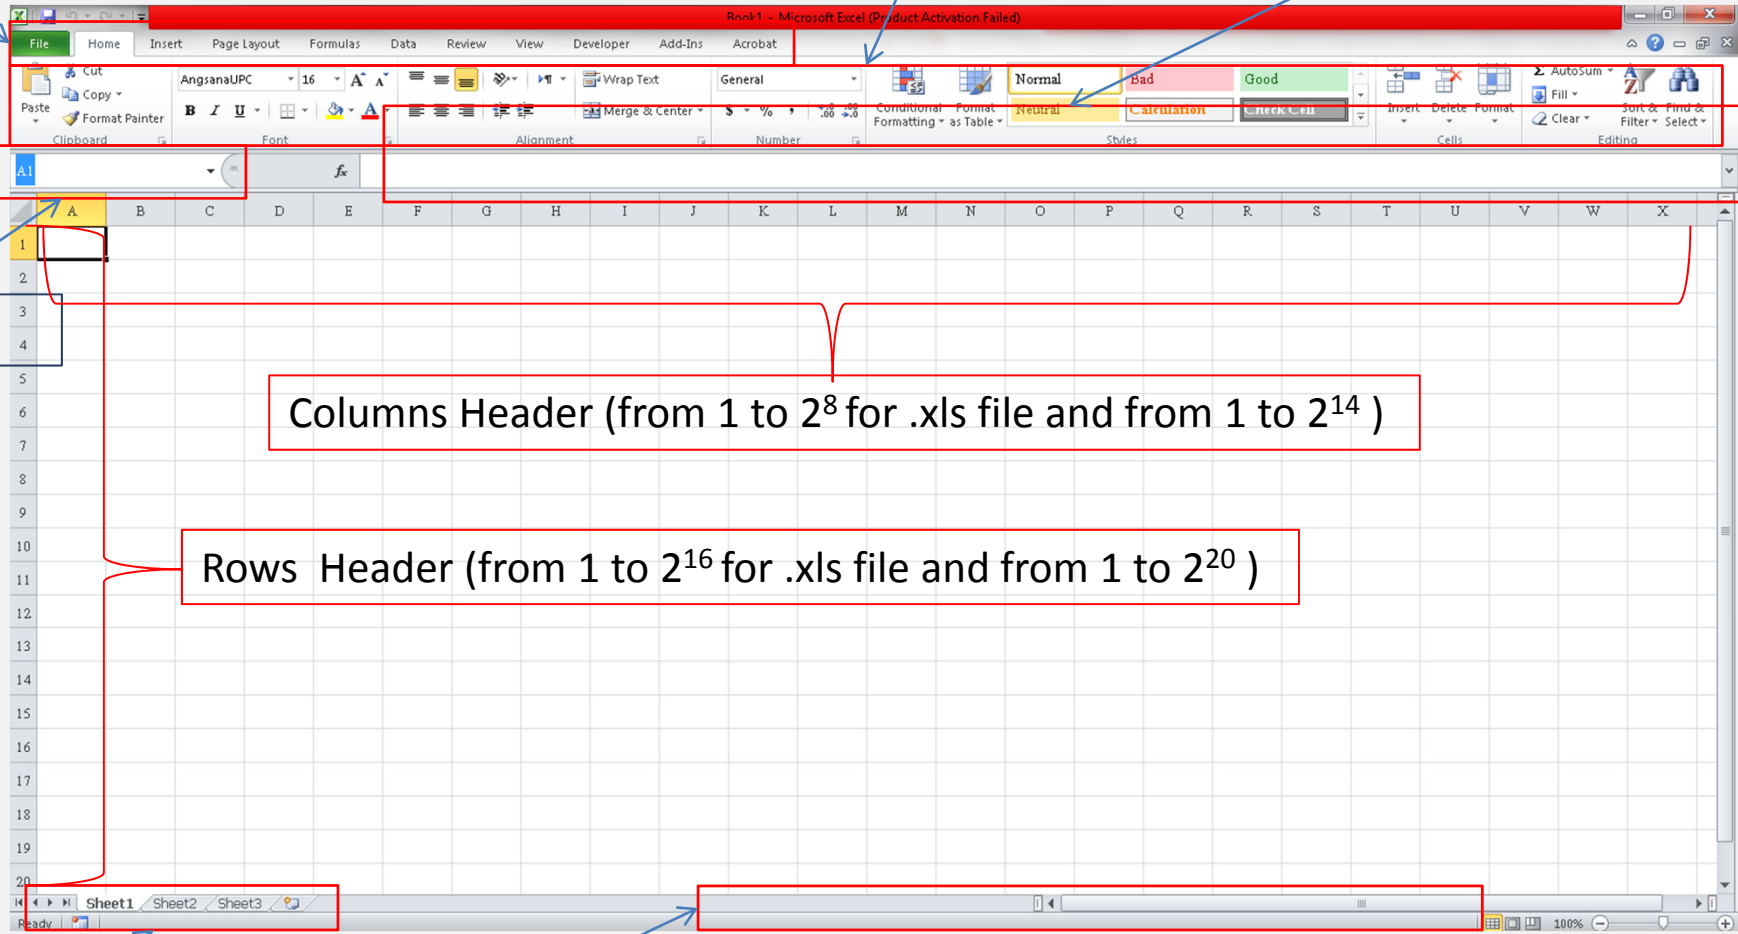 Book1 - Microsoft Excel (Product Activation Failed)
File Home Insert Page Layout Formulas Data Review View Developer Add-Ins Acrobat
Cut
Copy
Format Painter
Paste
Clipboard
AngsanaUPC 16 A A
B I U A
Font
Wrap Text
Merge & Center
Alignment
General
$ % , .00 .00
Number
Conditional Formatting
Format as Table
Normal Bad Good
Neutral Calculation Check Cell
Styles
Insert Delete Format
Cells
Σ AutoSum
Fill
Clear
Sort & Filter
Find & Select
Editing
A1 fx
A B C D E F G H I J K L M N O P Q R S T U V W X
1
2
3
4
5
6
7
8
9
10
11
12
13
14
15
16
17
18
19
20
Columns Header (from 1 to 2⁸ for .xls file and from 1 to 2¹⁴ )
Rows Header (from 1 to 2¹⁶ for .xls file and from 1 to 2²⁰ )
Sheet1 Sheet2 Sheet3
Ready 100%